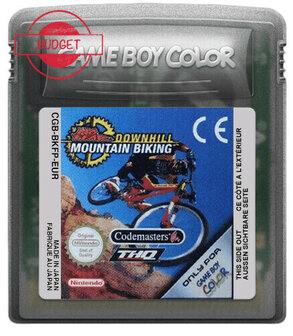 BUDGET
GAME BOY COLOR
CGB-BKFP-EUR
MADE IN JAPAN
FABRIQUÉ AU JAPON
DOWNHILL
MOUNTAIN BIKING
CE
Original
Nintendo
Seal of
Quality
Codemasters
THQ
Nintendo
ONLY FOR
GAME BOY
COLOR
THIS SIDE OUT
CE CÔTÉ A L'EXTÉRIEUR
AUSSEN SICHTBARE SEITE